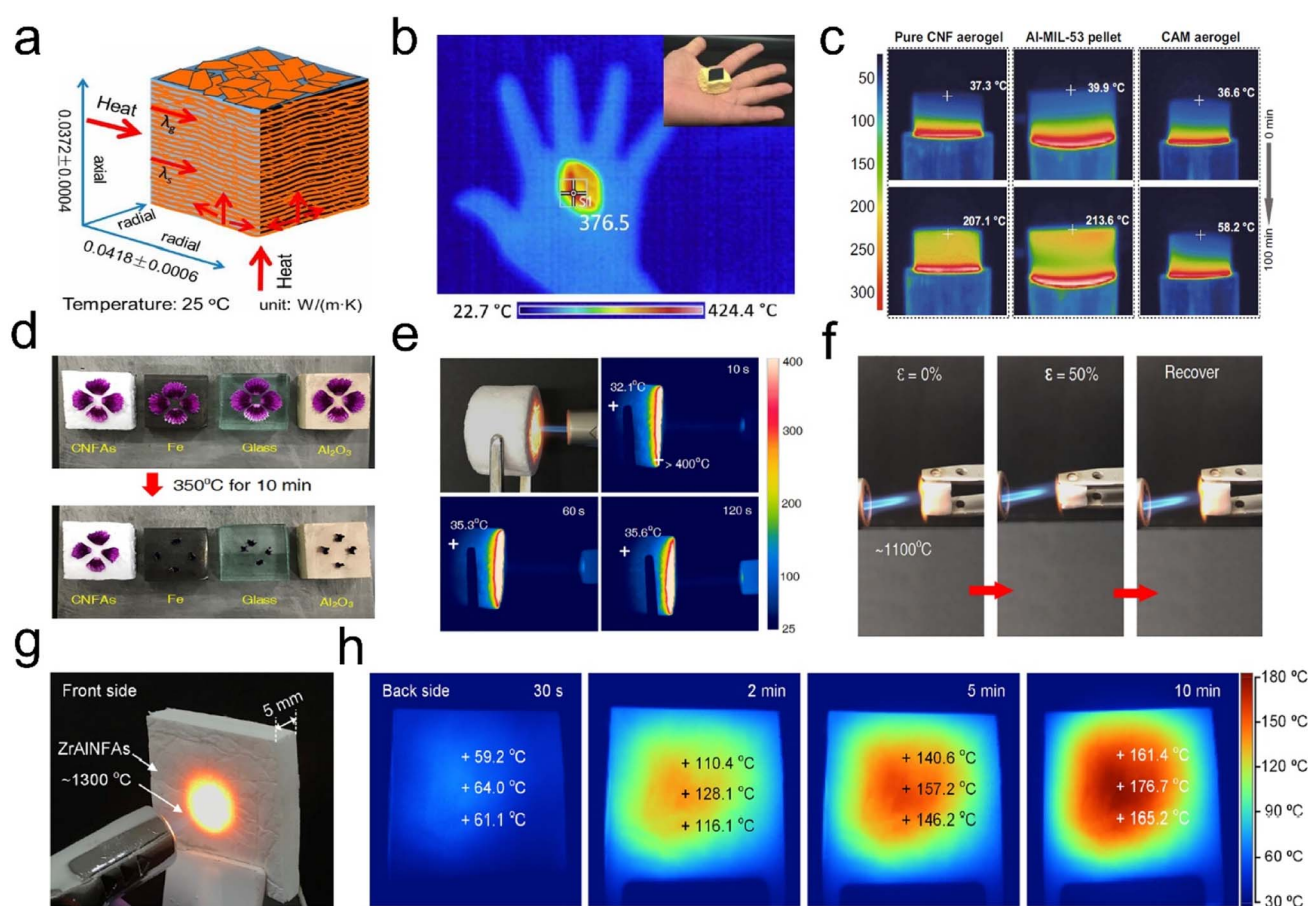 a
Heat
λg
λs
axial
0.0372±0.0004
radial
radial
0.0418±0.0006
Heat
Temperature: 25 °C unit: W/(m·K)
b
376.5
22.7 °C 424.4 °C
c
Pure CNF aerogel Al-MIL-53 pellet CAM aerogel
50
100
150
200
250
300
37.3 °C 39.9 °C 36.6 °C
207.1 °C 213.6 °C 58.2 °C
0 min
100 min
d
CNFAs Fe Glass Al₂O₃
350°C for 10 min
CNFAs Fe Glass Al₂O₃
e
10 s
32.1°C
> 400°C
60 s
35.3°C
120 s
35.6°C
400
300
200
100
25
f
ε = 0% ε = 50% Recover
~1100°C
g
Front side
5 mm
ZrAlNFAs
~1300 °C
h
Back side 30 s
+ 59.2 °C
+ 64.0 °C
+ 61.1 °C
2 min
+ 110.4 °C
+ 128.1 °C
+ 116.1 °C
5 min
+ 140.6 °C
+ 157.2 °C
+ 146.2 °C
10 min
+ 161.4 °C
+ 176.7 °C
+ 165.2 °C
180 °C
150 °C
120 °C
90 °C
60 °C
30 °C